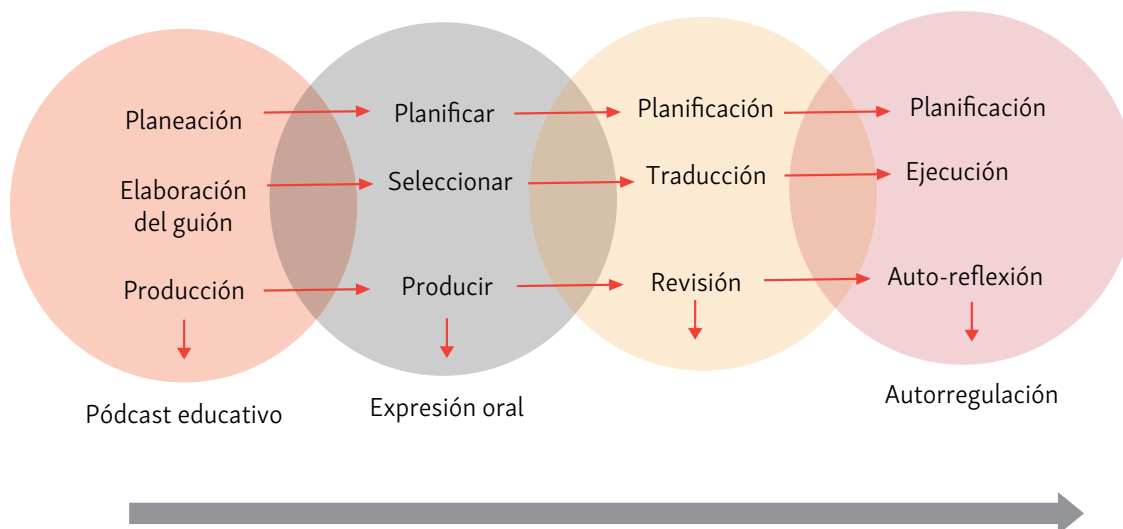 Planeación
Planificar
Planificación
Planificación
Elaboración
del guión
Seleccionar
Traducción
Ejecución
Producción
Producir
Revisión
Auto-reflexión
Pódcast educativo
Expresión oral
Autorregulación